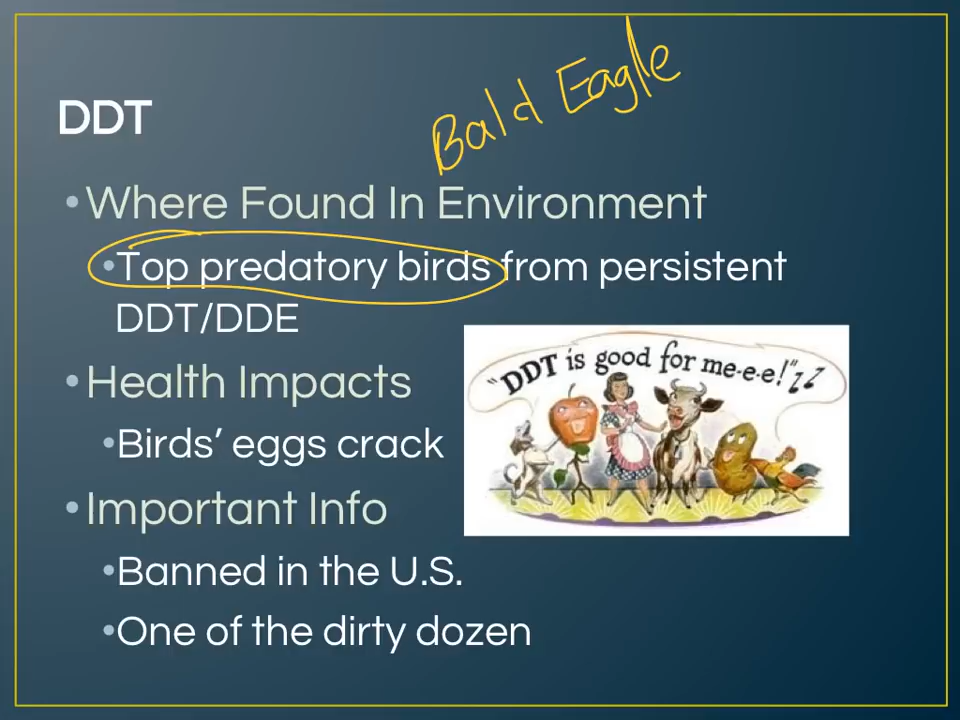 Bald Eagle
DDT
•Where Found In Environment
•Top predatory birds from persistent
DDT/DDE
•Health Impacts
•Birds’ eggs crack
•Important Info
•Banned in the U.S.
•One of the dirty dozen
"DDT is good for me-e-e!"